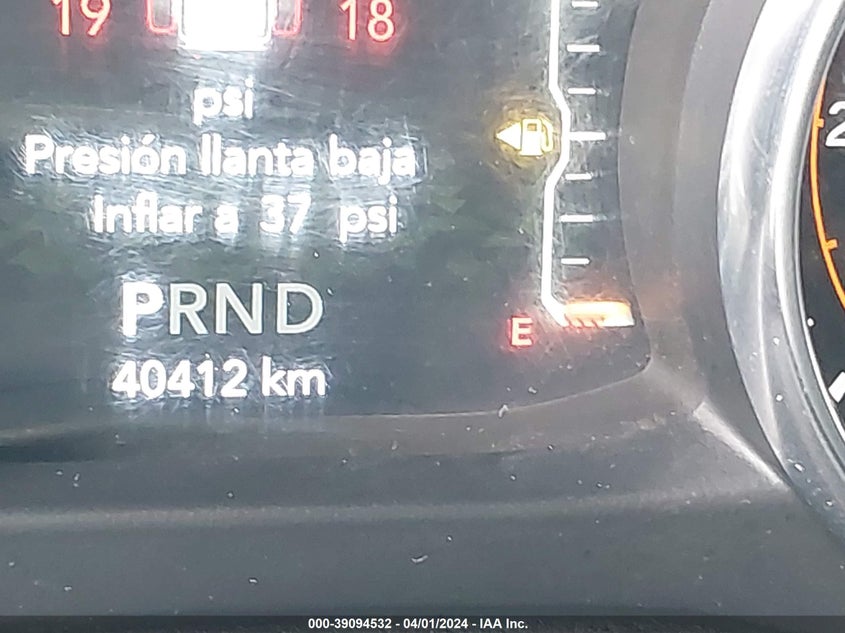 19 18
psi
Presión llanta baja
Inflar a 37 psi
PRND
E
40412 km
000-39094532 - 04/01/2024 - IAA Inc.